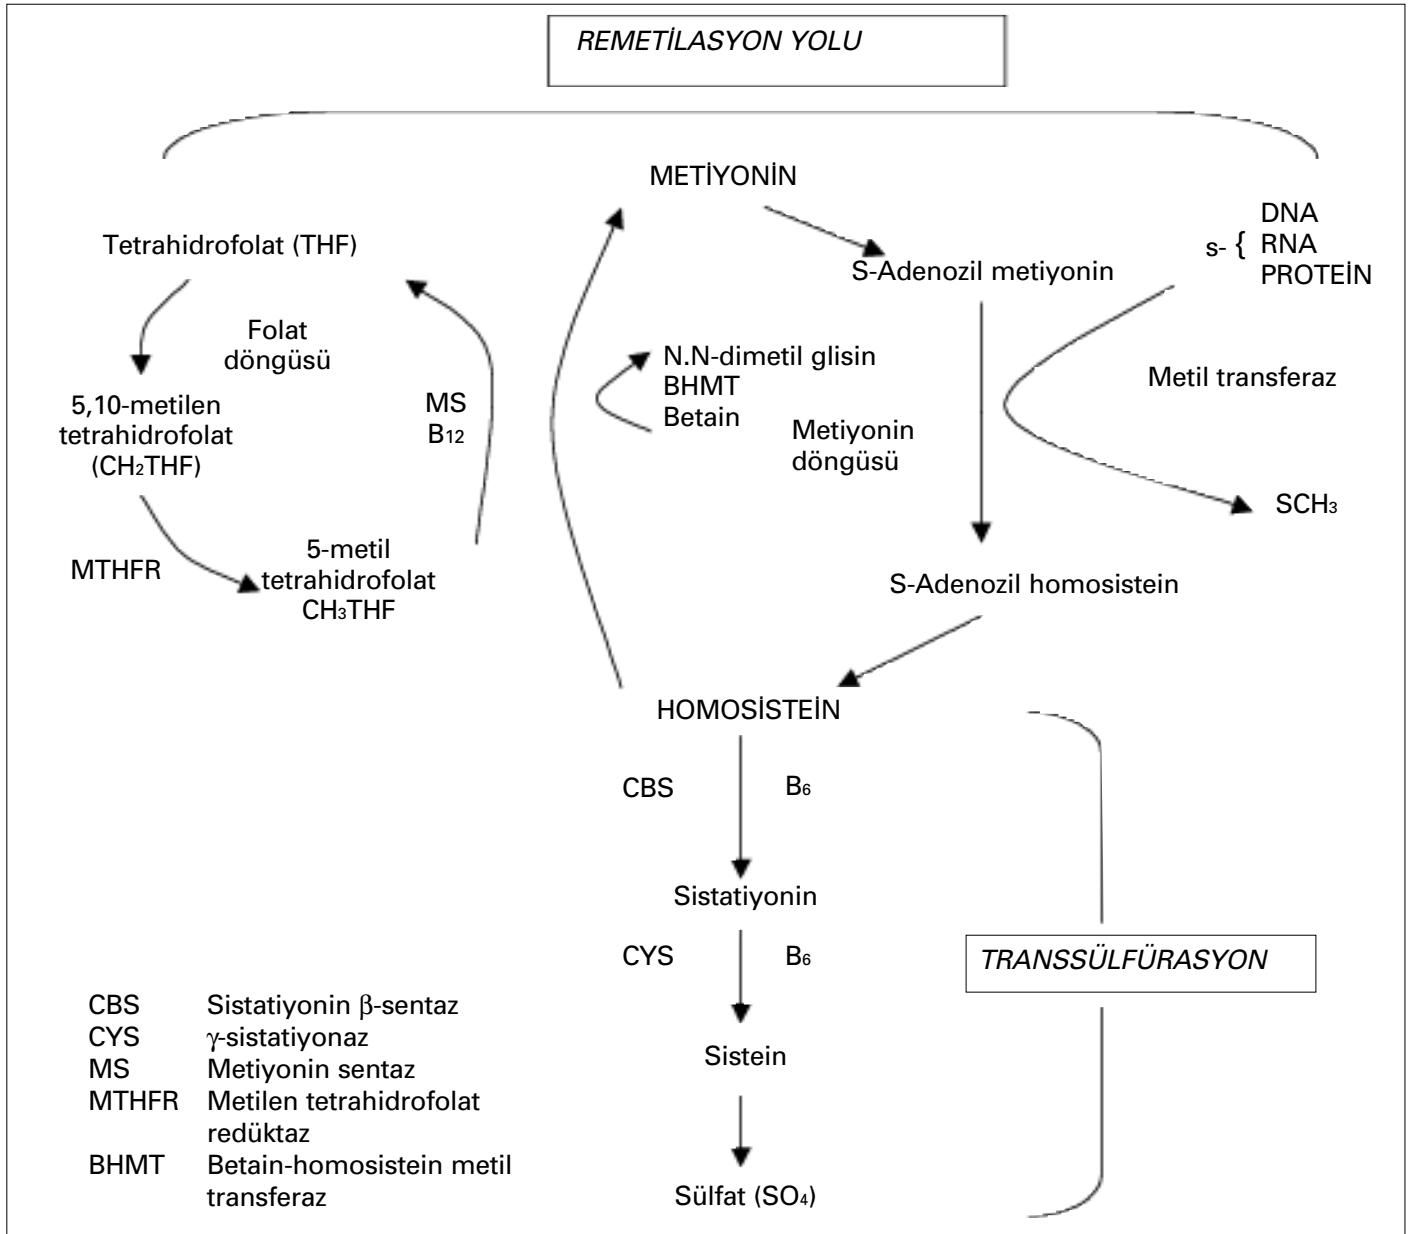 REMETİLASYON YOLU
METİYONİN
Tetrahidrofolat (THF)
S-Adenozil metiyonin
DNA
s- { RNA
PROTEİN
Folat
döngüsü
N.N-dimetil glisin
BHMT
Betain
Metil transferaz
5,10-metilen
tetrahidrofolat
(CH₂THF)
MS
B₁₂
Metiyonin
döngüsü
SCH₃
MTHFR
5-metil
tetrahidrofolat
CH₃THF
S-Adenozil homosistein
HOMOSİSTEİN
CBS B₆
Sistatiyonin
CYS B₆
TRANSSÜLFÜRASYON
Sistein
Sülfat (SO₄)
CBS Sistatiyonin β-sentaz
CYS γ-sistatiyonaz
MS Metiyonin sentaz
MTHFR Metilen tetrahidrofolat
redüktaz
BHMT Betain-homosistein metil
transferaz